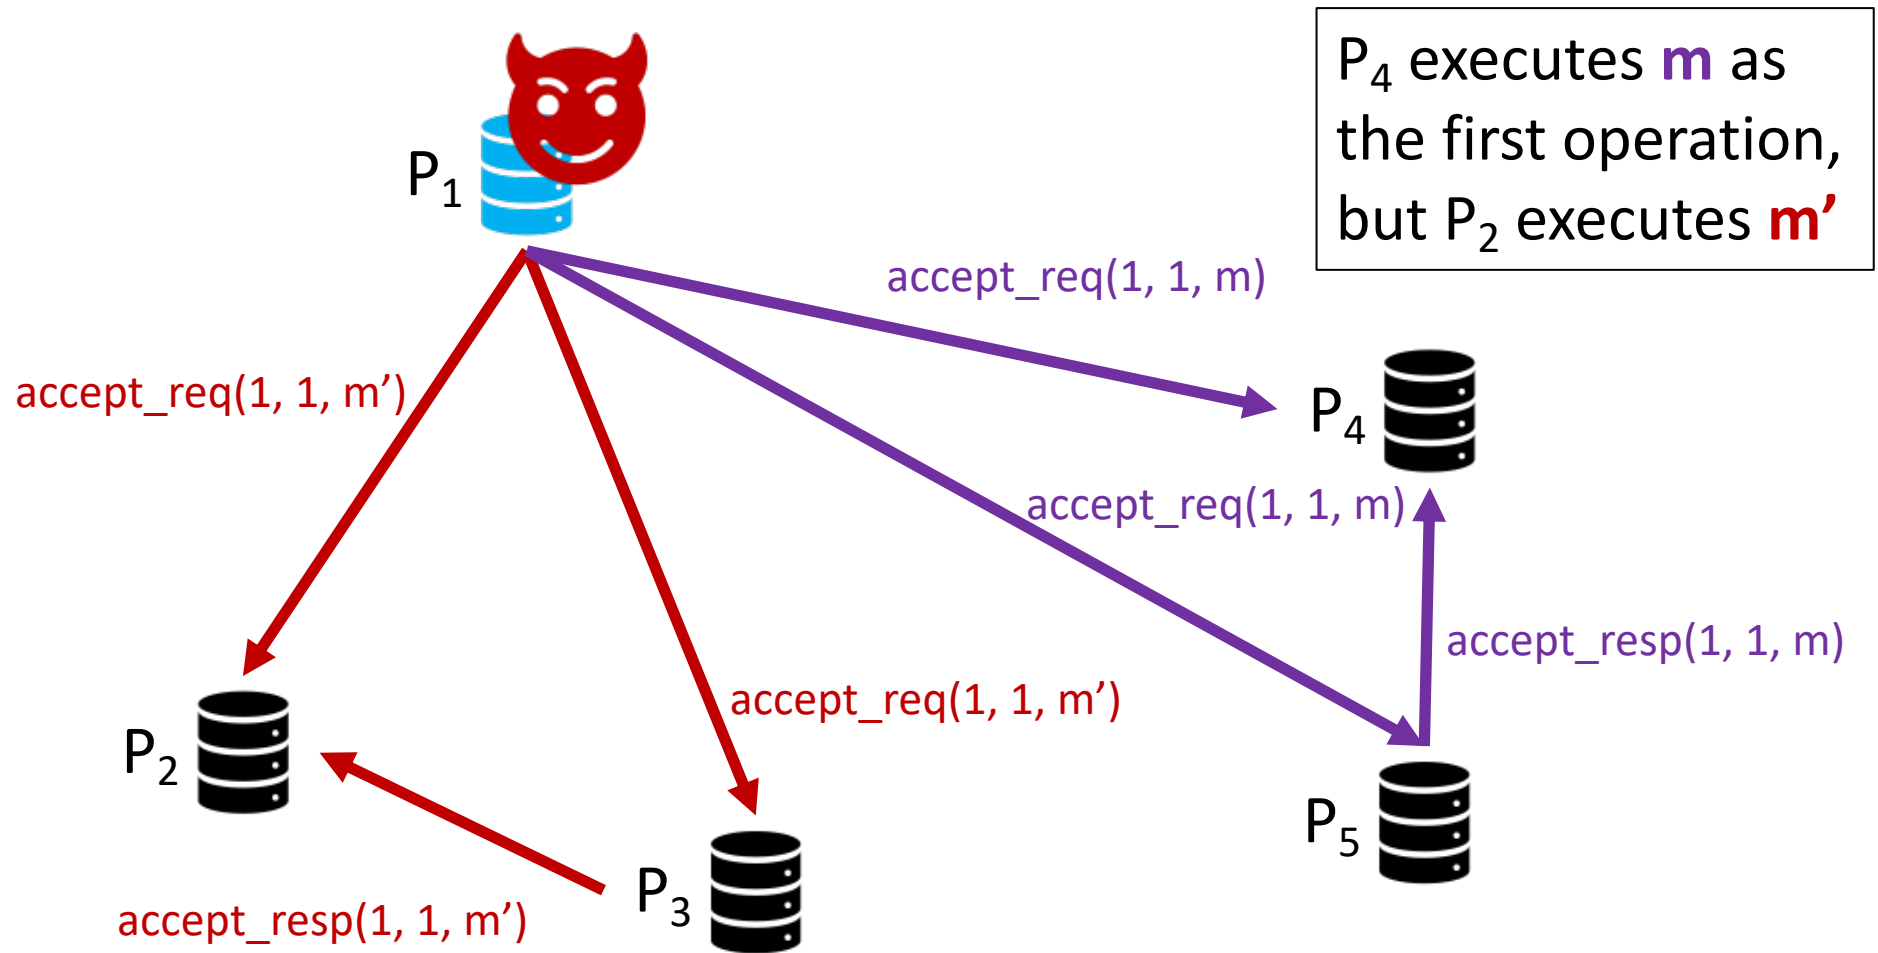 P₄ executes m as
the first operation,
but P₂ executes m’
P₁
accept_req(1, 1, m)
accept_req(1, 1, m’)
P₄
accept_req(1, 1, m)
accept_resp(1, 1, m)
accept_req(1, 1, m’)
P₂
P₅
P₃
accept_resp(1, 1, m’)